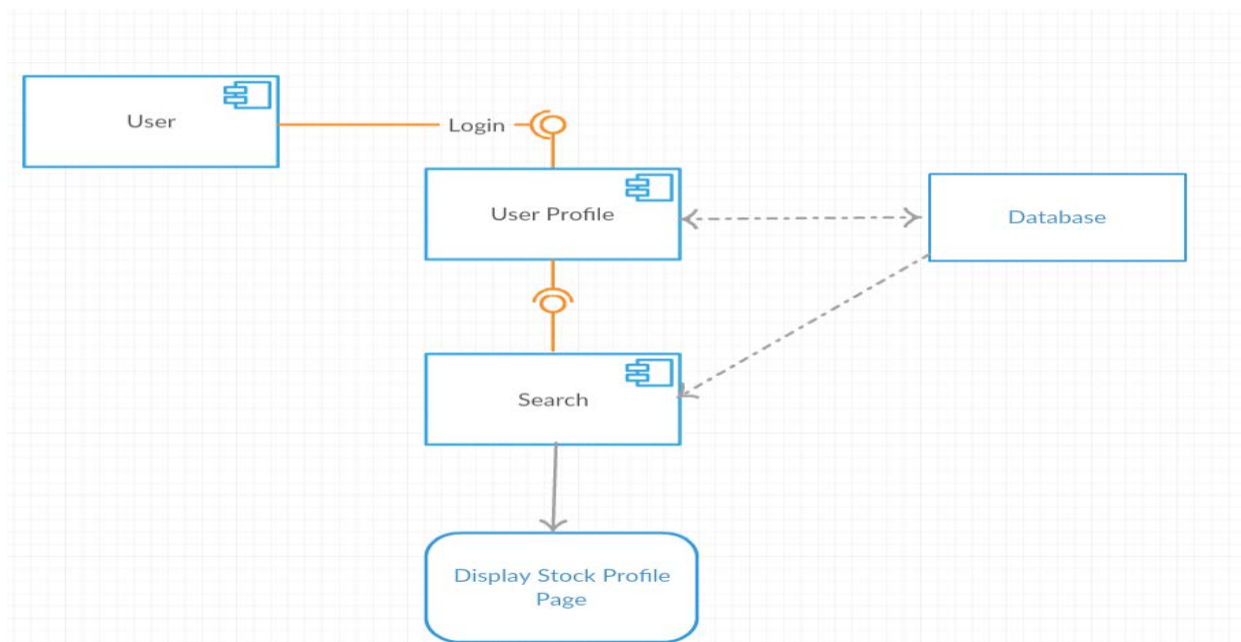 User
Login
User Profile
Database
Search
Display Stock Profile
Page